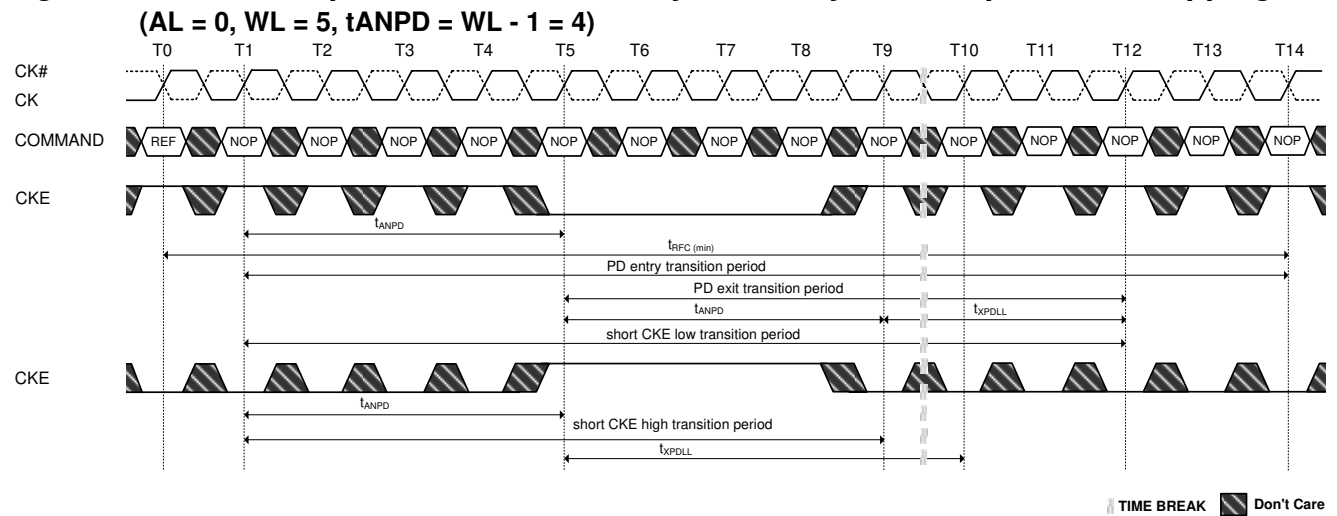 (AL = 0, WL = 5, tANPD = WL - 1 = 4)
T0 T1 T2 T3 T4 T5 T6 T7 T8 T9 T10 T11 T12 T13 T14
CK#
CK
COMMAND REF NOP NOP NOP NOP NOP NOP NOP NOP NOP NOP NOP NOP NOP NOP
CKE
tANPD
tRFC (min)
PD entry transition period
PD exit transition period
tANPD tXPDLL
short CKE low transition period
CKE
tANPD
short CKE high transition period
tXPDLL
TIME BREAK Don't Care